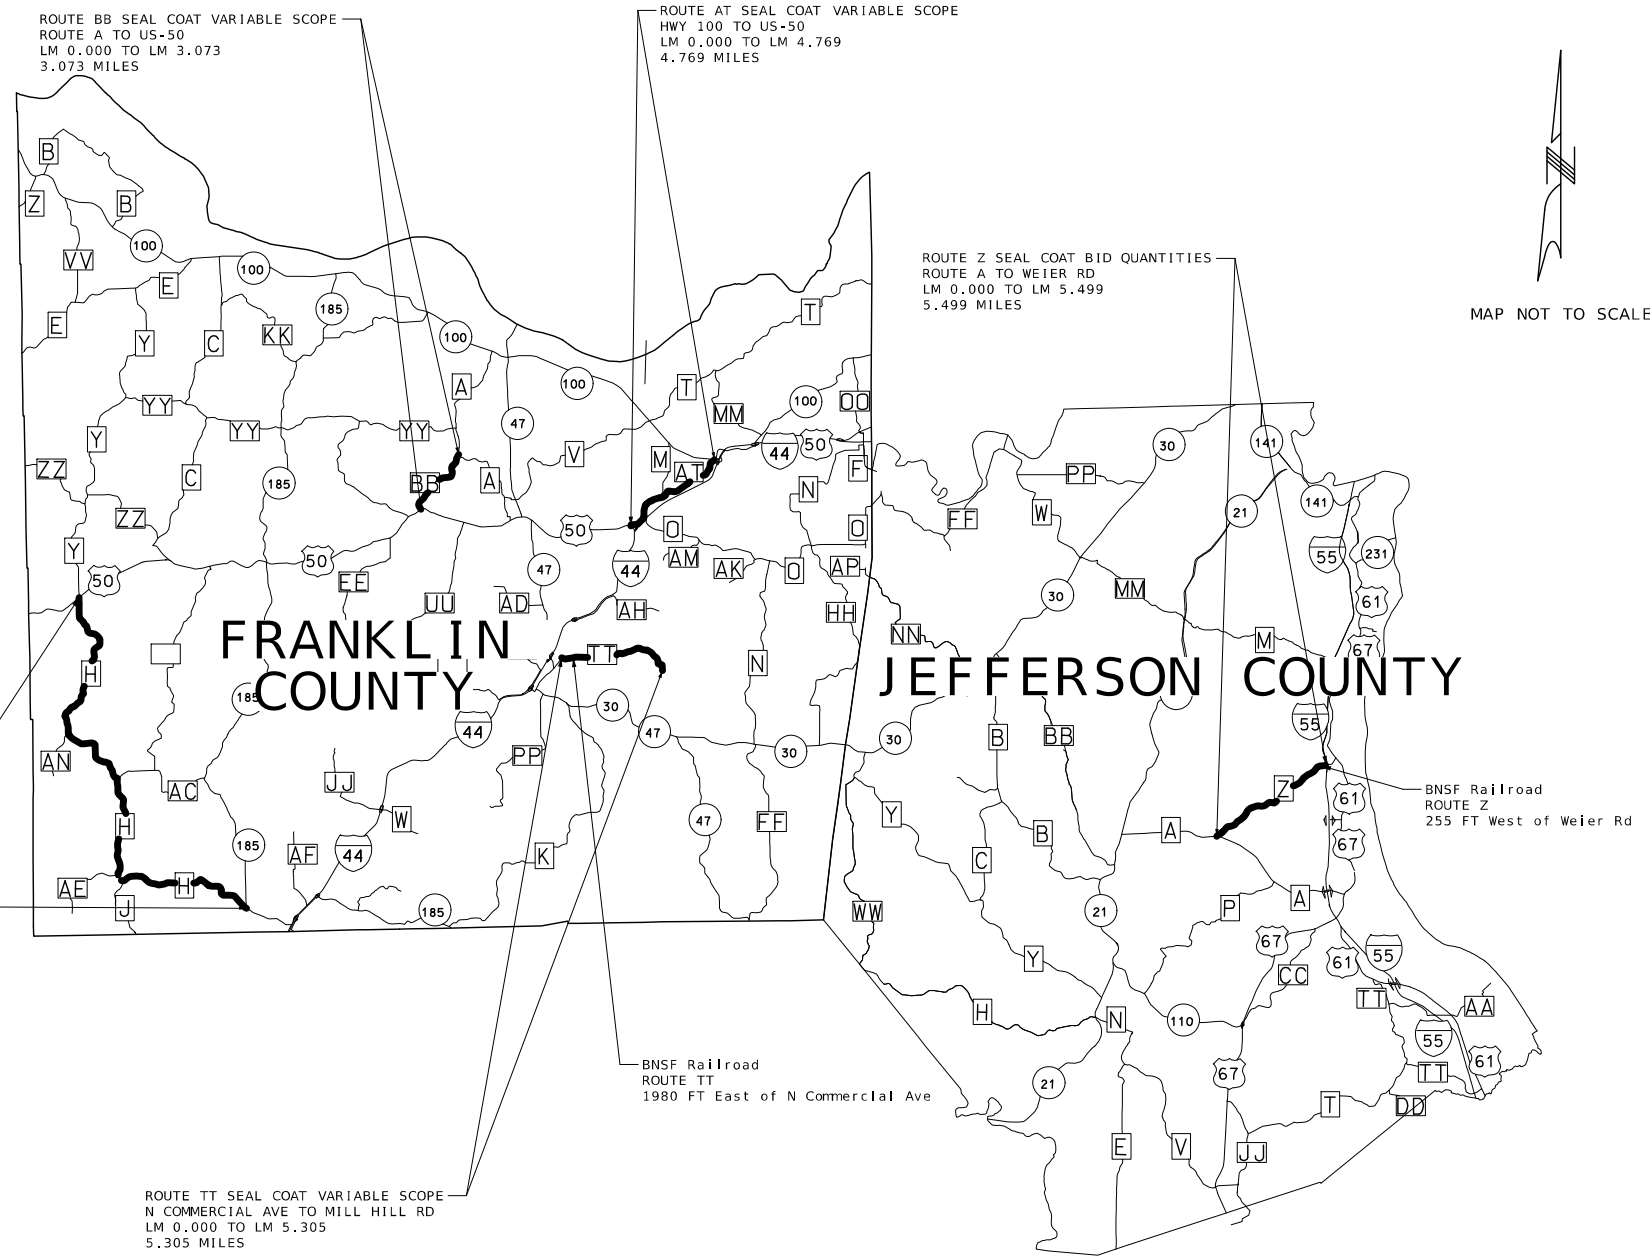 ROUTE BB SEAL COAT VARIABLE SCOPE
ROUTE A TO US-50
LM 0.000 TO LM 3.073
3.073 MILES
ROUTE AT SEAL COAT VARIABLE SCOPE
HWY 100 TO US-50
LM 0.000 TO LM 4.769
4.769 MILES
ROUTE Z SEAL COAT BID QUANTITIES
ROUTE A TO WEIER RD
LM 0.000 TO LM 5.499
5.499 MILES
N
MAP NOT TO SCALE
B
Z
B
100
VV
100
E
185
E
Y
C
KK
100
T
A
100
T
MM
100
OO
YY
YY
YY
47
Y
44
50
ZZ
C
185
BB
A
V
M
AT
N
F
ZZ
50
O
O
Y
50
50
EE
UU
47
AD
44
AM
AK
O
AP
AH
HH
FRANKLIN
COUNTY
H
TT
N
185
30
47
44
PP
30
AN
AC
JJ
W
47
FF
H
185
AF
44
K
AE
H
J
185
30
141
PP
FF
W
21
141
55
231
30
MM
61
NN
M
67
JEFFERSON COUNTY
30
B
BB
55
Z
61
Y
A
B
67
C
WW
21
P
A
67
Y
61
55
CC
TT
AA
H
N
110
55
61
21
67
TT
T
DD
E
V
JJ
BNSF Railroad
ROUTE Z
255 FT West of Weier Rd
BNSF Railroad
ROUTE TT
1980 FT East of N Commercial Ave
ROUTE TT SEAL COAT VARIABLE SCOPE
N COMMERCIAL AVE TO MILL HILL RD
LM 0.000 TO LM 5.305
5.305 MILES